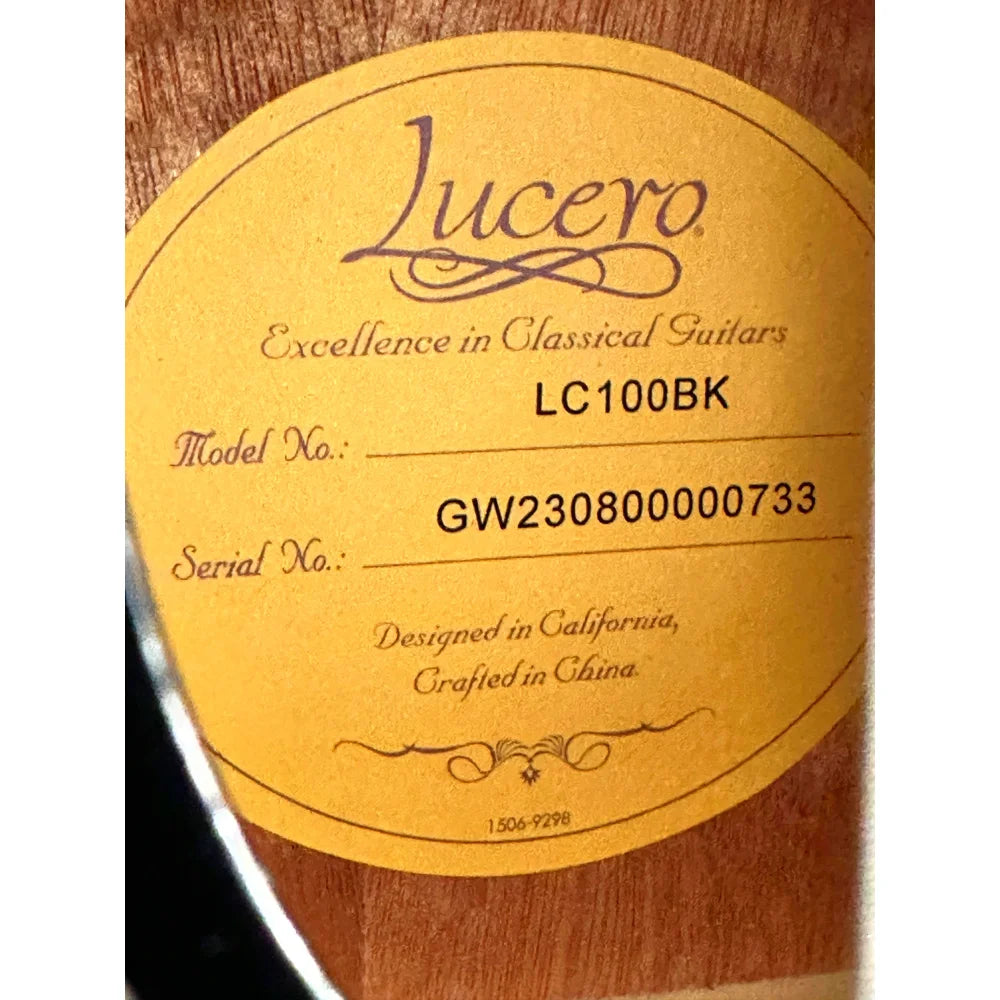 Lucero®
Excellence in Classical Guitars
LC100BK
Model No.:
GW230800000733
Serial No.:
Designed in California,
Crafted in China
1506-9298